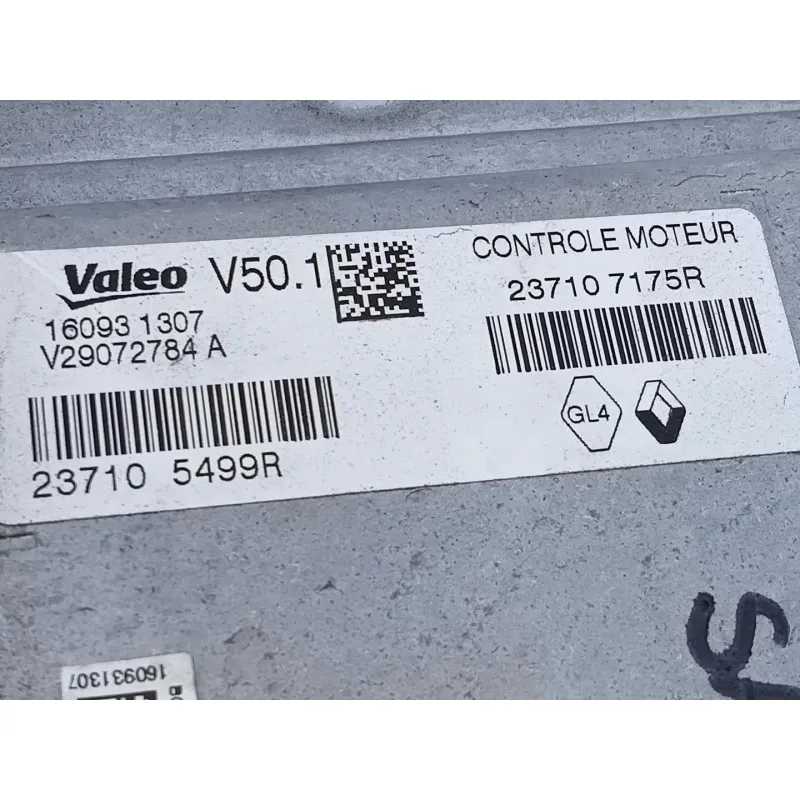 Valeo V50.1
16093 1307
V29072784 A
23710 5499R
CONTROLE MOTEUR
23710 7175R
GL4
160931307